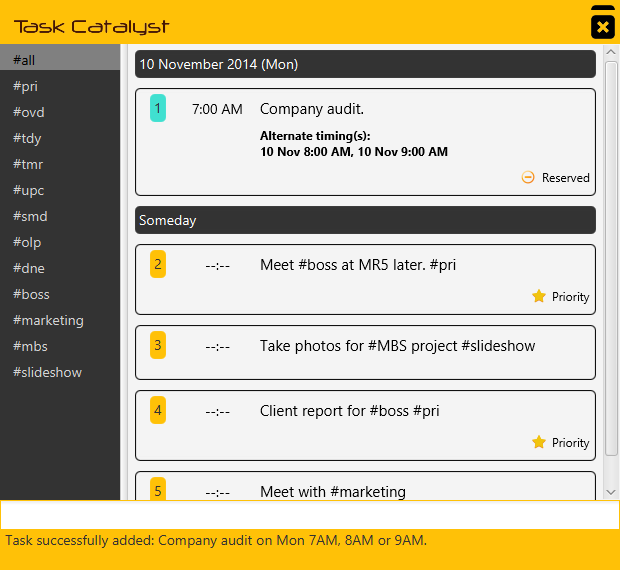 Task Catalyst
#all
#pri
#ovd
#tdy
#tmr
#upc
#smd
#olp
#dne
#boss
#marketing
#mbs
#slideshow
10 November 2014 (Mon)
1 7:00 AM Company audit.
Alternate timing(s):
10 Nov 8:00 AM, 10 Nov 9:00 AM
Reserved
Someday
2 --:-- Meet #boss at MR5 later. #pri
Priority
3 --:-- Take photos for #MBS project #slideshow
4 --:-- Client report for #boss #pri
Priority
5 --:-- Meet with #marketing
Task successfully added: Company audit on Mon 7AM, 8AM or 9AM.